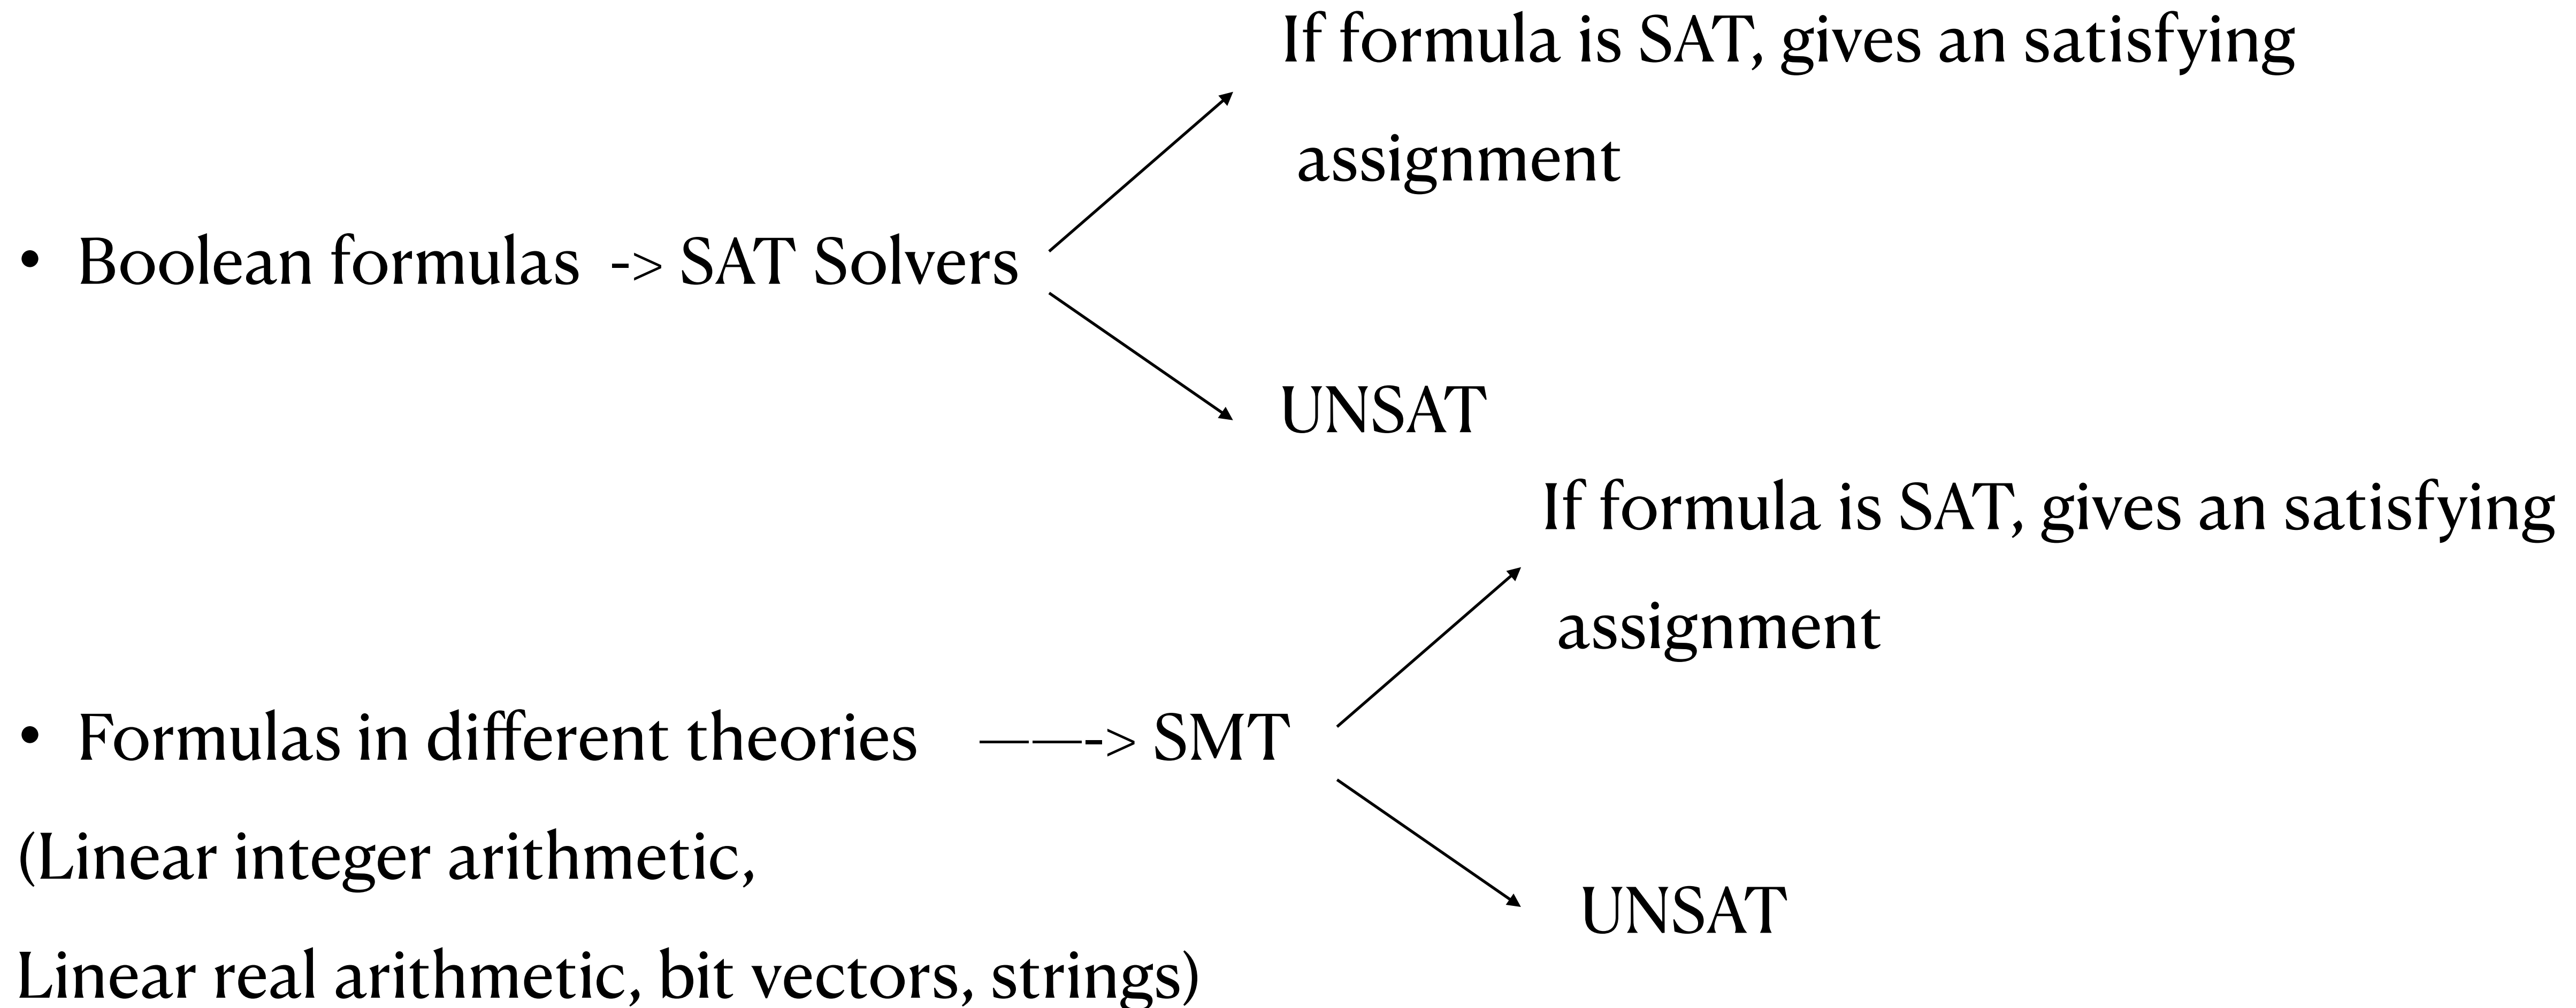 If formula is SAT, gives an satisfying
assignment
• Boolean formulas -> SAT Solvers
UNSAT
If formula is SAT, gives an satisfying
assignment
• Formulas in different theories ——-> SMT
(Linear integer arithmetic,
UNSAT
Linear real arithmetic, bit vectors, strings)